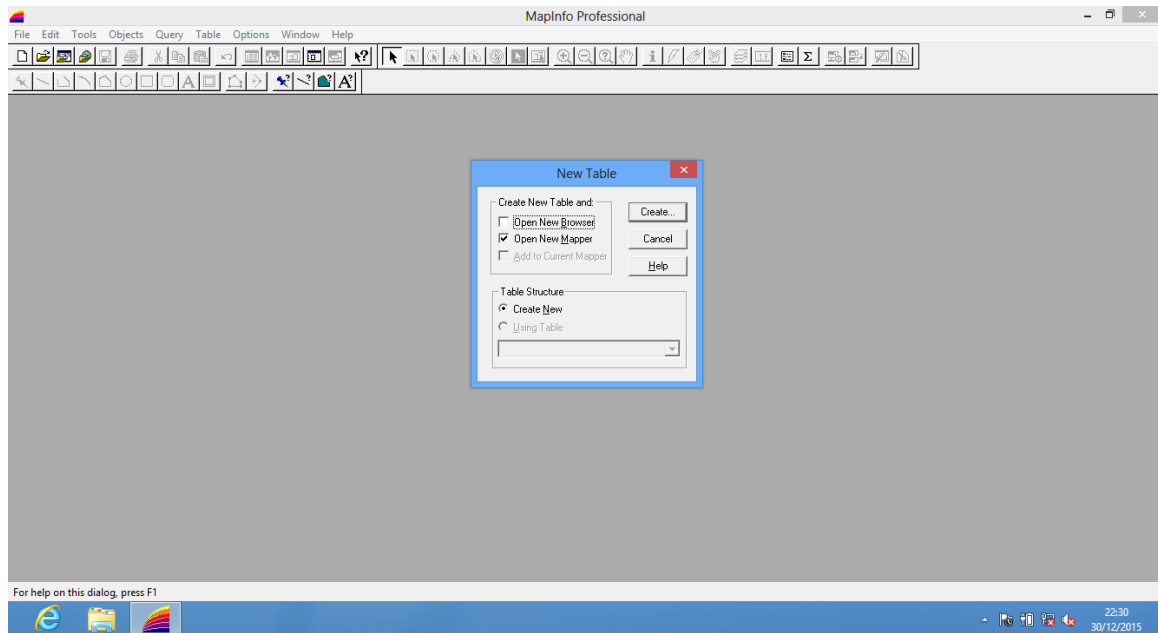 MapInfo Professional
File Edit Tools Objects Query Table Options Window Help
New Table
Create New Table and:
Open New Browser
Open New Mapper
Add to Current Mapper
Create...
Cancel
Help
Table Structure
Create New
Using Table
For help on this dialog, press F1
22:30
30/12/2015